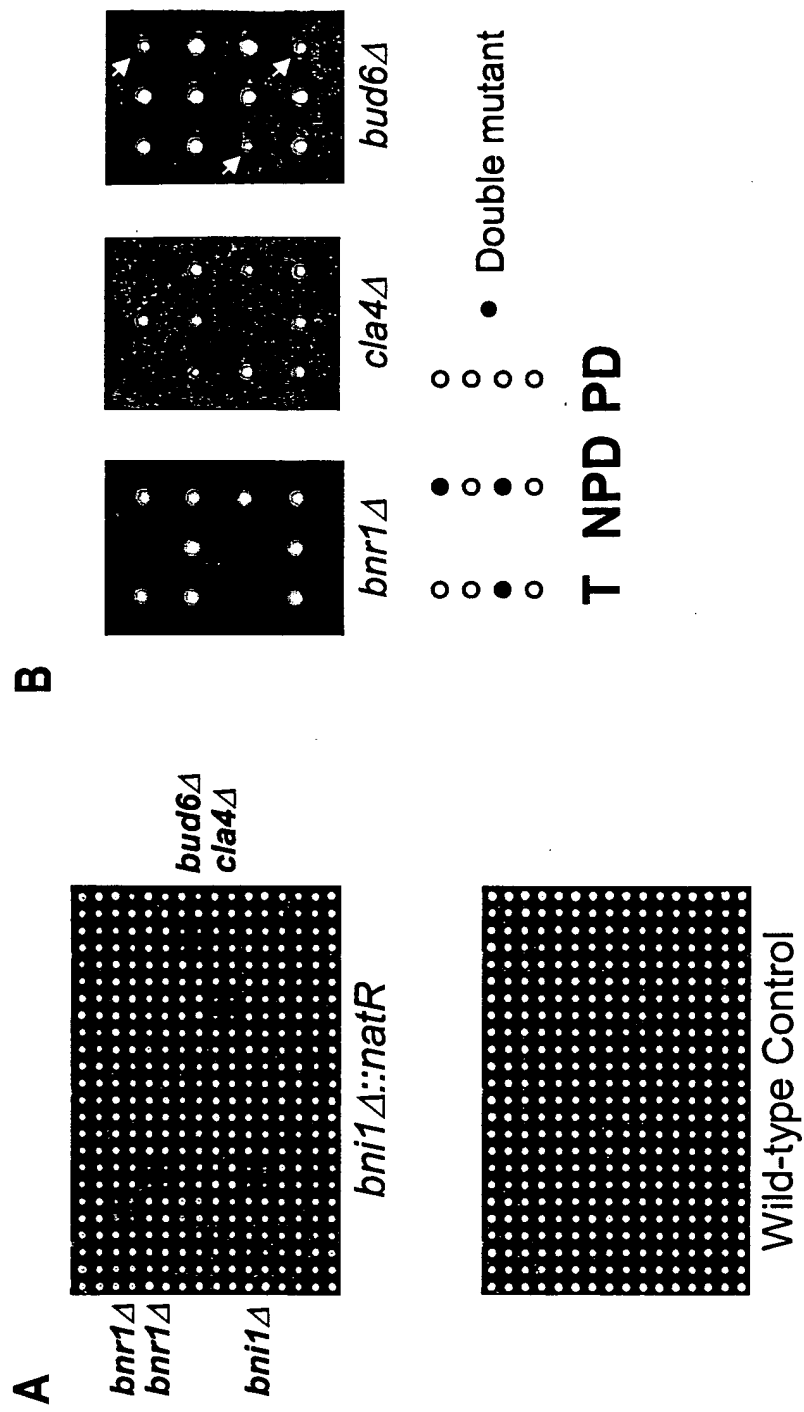 A
bnr1Δ
bnr1Δ
bni1Δ
bud6Δ
cla4Δ
bni1Δ::natR
Wild-type Control
B
bnr1Δ
cla4Δ
bud6Δ
T NPD PD
Double mutant